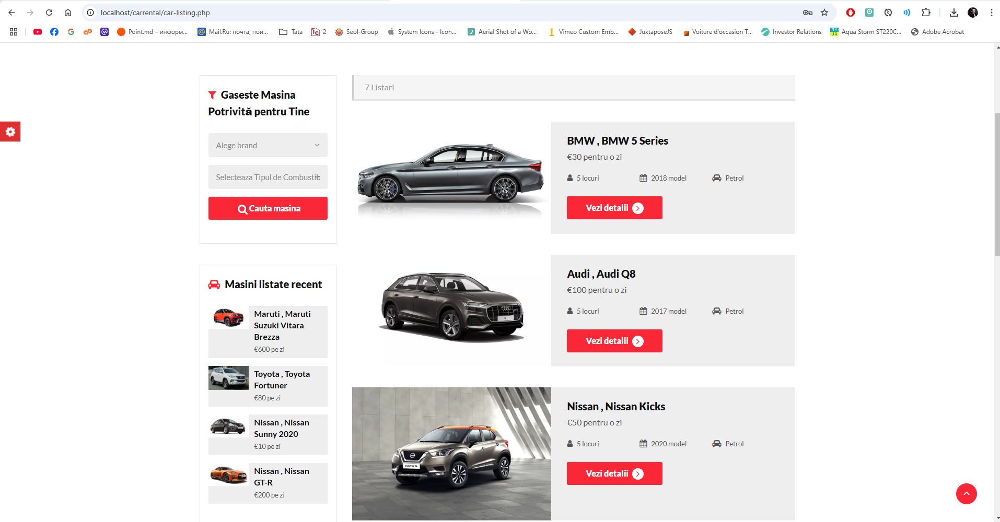 localhost/carrental/car-listing.php
Point.md – информ...
Mail.Ru: почта, пои...
Tata
2
Seol-Group
System Icons - Icon...
Aerial Shot of a Wo...
Vimeo Custom Emb...
JuxtaposeJS
Voiture d'occasion T...
Investor Relations
Aqua Storm ST220C...
Adobe Acrobat
Gaseste Masina
Potrivită pentru Tine
Alege brand
Selecteaza Tipul de Combustib
Cauta masina
Masini listate recent
Maruti , Maruti
Suzuki Vitara
Brezza
€600 pe zi
Toyota , Toyota
Fortuner
€80 pe zi
Nissan , Nissan
Sunny 2020
€10 pe zi
Nissan , Nissan
GT-R
€200 pe zi
7 Listari
BMW , BMW 5 Series
€30 pentru o zi
5 locuri 2018 model Petrol
Vezi detalii
Audi , Audi Q8
€100 pentru o zi
5 locuri 2017 model Petrol
Vezi detalii
KICKS
Nissan , Nissan Kicks
€50 pentru o zi
5 locuri 2020 model Petrol
Vezi detalii